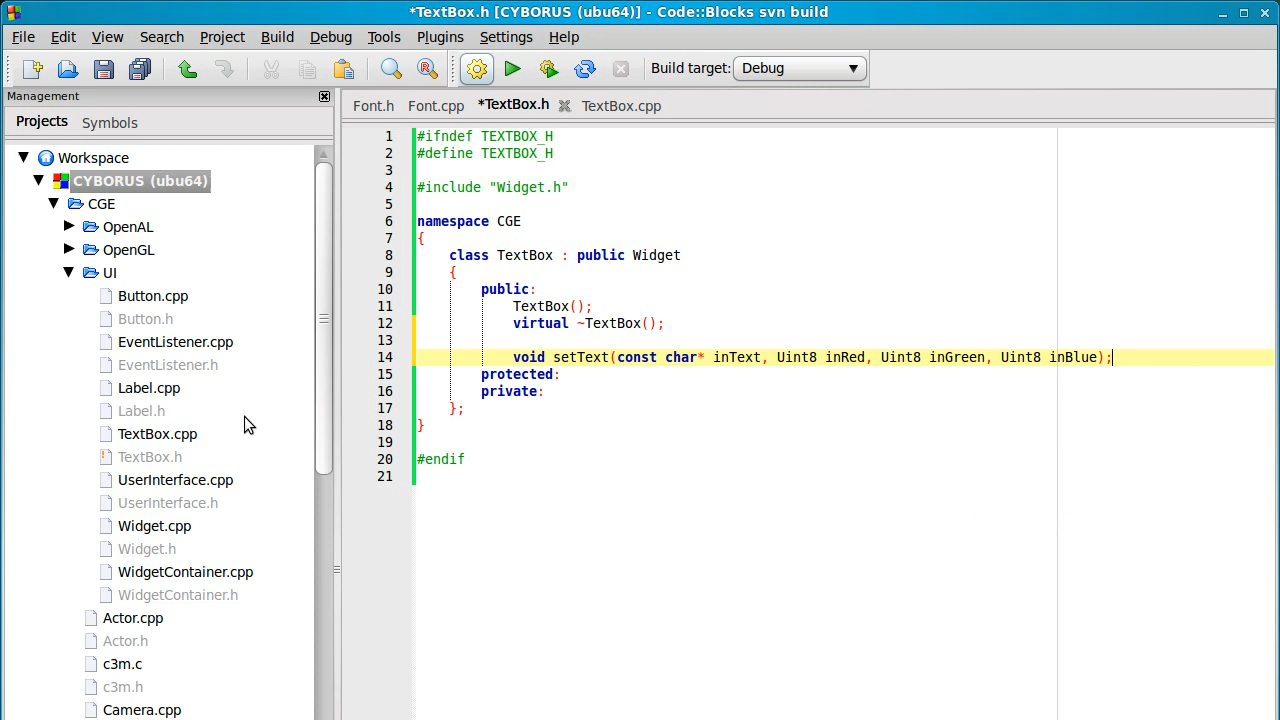 *TextBox.h [CYBORUS (ubu64)] - Code::Blocks svn build
File Edit View Search Project Build Debug Tools Plugins Settings Help
Build target: Debug
Management
Projects Symbols
Workspace
CYBORUS (ubu64)
CGE
OpenAL
OpenGL
UI
Button.cpp
Button.h
EventListener.cpp
EventListener.h
Label.cpp
Label.h
TextBox.cpp
TextBox.h
UserInterface.cpp
UserInterface.h
Widget.cpp
Widget.h
WidgetContainer.cpp
WidgetContainer.h
Actor.cpp
Actor.h
c3m.c
c3m.h
Camera.cpp
Font.h Font.cpp *TextBox.h TextBox.cpp
1 #ifndef TEXTBOX_H
2 #define TEXTBOX_H
3
4 #include "Widget.h"
5
6 namespace CGE
7 {
8 class TextBox : public Widget
9 {
10 public:
11 TextBox();
12 virtual ~TextBox();
13
14 void setText(const char* inText, Uint8 inRed, Uint8 inGreen, Uint8 inBlue);
15 protected:
16 private:
17 };
18 }
19
20 #endif
21